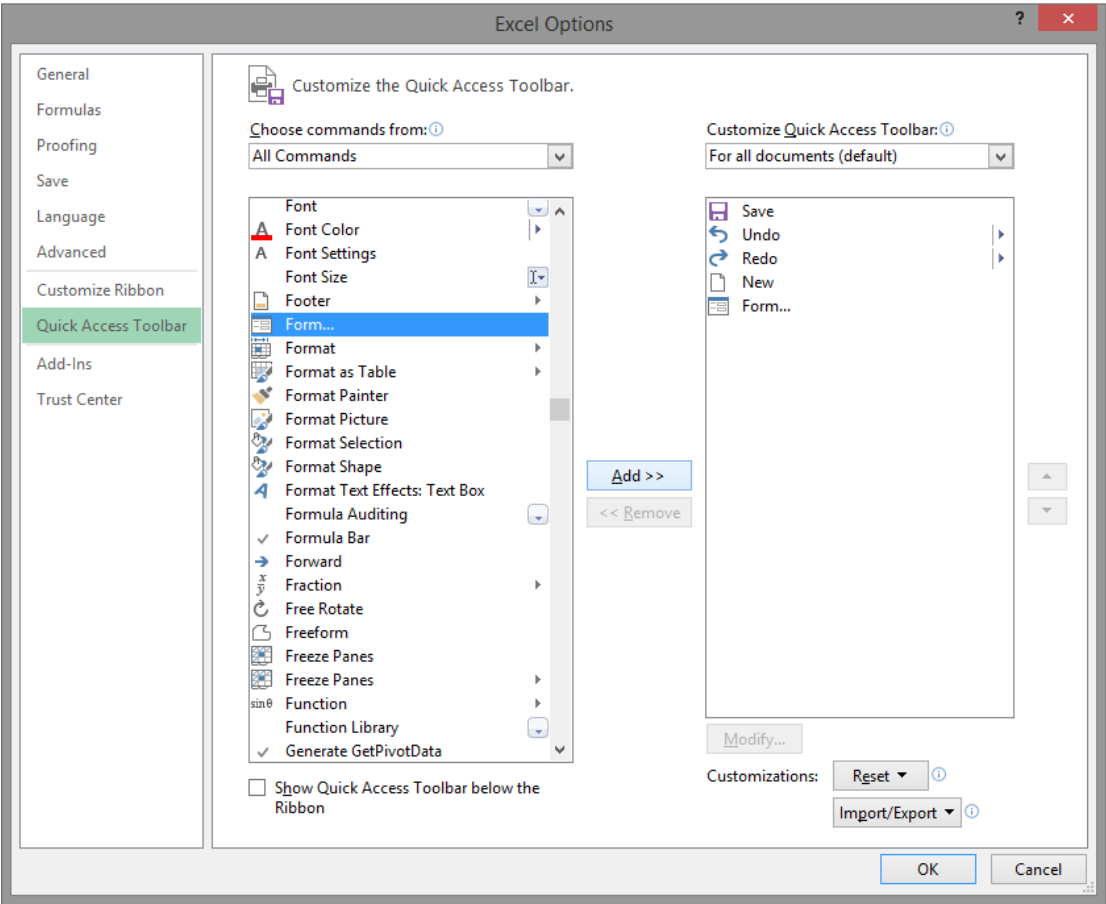 Excel Options
?
General
Formulas
Proofing
Save
Language
Advanced
Customize Ribbon
Quick Access Toolbar
Add-Ins
Trust Center
Customize the Quick Access Toolbar.
Choose commands from:
All Commands
Font
Font Color
A Font Settings
Font Size
Footer
Form...
Format
Format as Table
Format Painter
Format Picture
Format Selection
Format Shape
Format Text Effects: Text Box
Formula Auditing
Formula Bar
Forward
Fraction
Free Rotate
Freeform
Freeze Panes
Freeze Panes
sinθ Function
Function Library
Generate GetPivotData
Show Quick Access Toolbar below the
Ribbon
Add >>
<< Remove
Customize Quick Access Toolbar:
For all documents (default)
Save
Undo
Redo
New
Form...
Modify...
Customizations: Reset
Import/Export
OK
Cancel